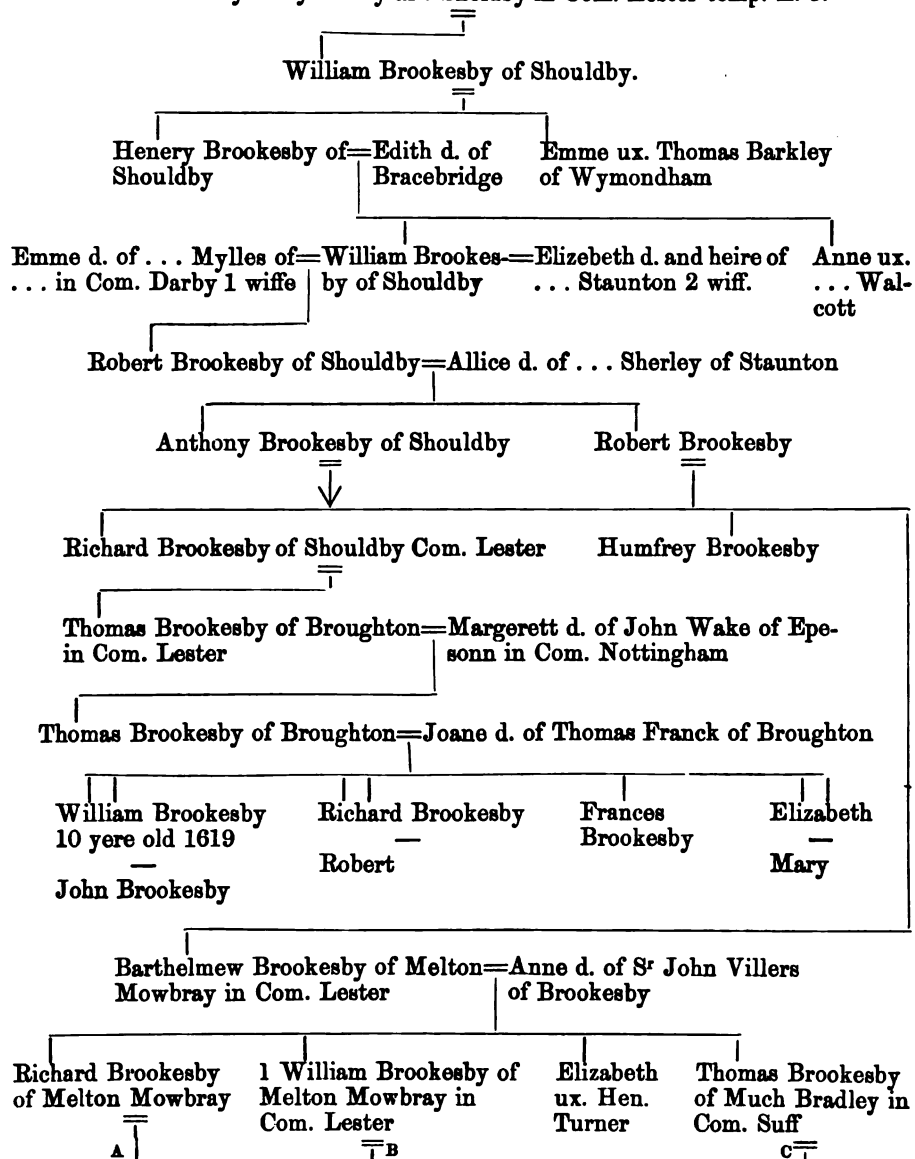 William Brookesby of Shouldby.
Henery Brookesby of=Edith d. of
Shouldby Bracebridge
Emme ux. Thomas Barkley
of Wymondham
Emme d. of ... Mylles of=William Brookes-=Elizebeth d. and heire of
... in Com. Darby 1 wiffe by of Shouldby ... Staunton 2 wiff.
Anne ux.
... Wal-
cott
Robert Brookesby of Shouldby=Allice d. of ... Sherley of Staunton
Anthony Brookesby of Shouldby
Robert Brookesby
Richard Brookesby of Shouldby Com. Lester
Humfrey Brookesby
Thomas Brookesby of Broughton=Margerett d. of John Wake of Epe-
in Com. Lester sonn in Com. Nottingham
Thomas Brookesby of Broughton=Joane d. of Thomas Franck of Broughton
William Brookesby
10 yere old 1619
—
John Brookesby
Richard Brookesby
—
Robert
Frances
Brookesby
Elizabeth
—
Mary
Barthelmew Brookesby of Melton=Anne d. of Sʳ John Villers
Mowbray in Com. Lester of Brookesby
Richard Brookesby
of Melton Mowbray
A
1 William Brookesby of
Melton Mowbray in
Com. Lester
B
Elizabeth
ux. Hen.
Turner
Thomas Brookesby
of Much Bradley in
Com. Suff
C